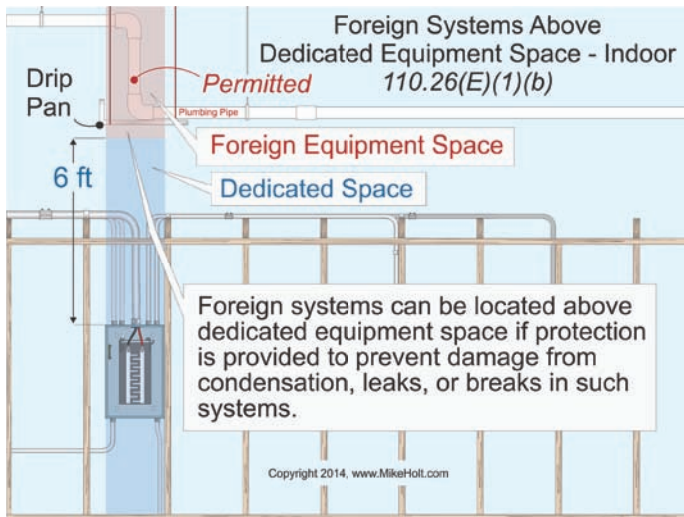 Foreign Systems Above
Dedicated Equipment Space - Indoor
110.26(E)(1)(b)
Drip
Pan
Permitted
Plumbing Pipe
Foreign Equipment Space
6 ft
Dedicated Space
Foreign systems can be located above
dedicated equipment space if protection
is provided to prevent damage from
condensation, leaks, or breaks in such
systems.
Copyright 2014, www.MikeHolt.com